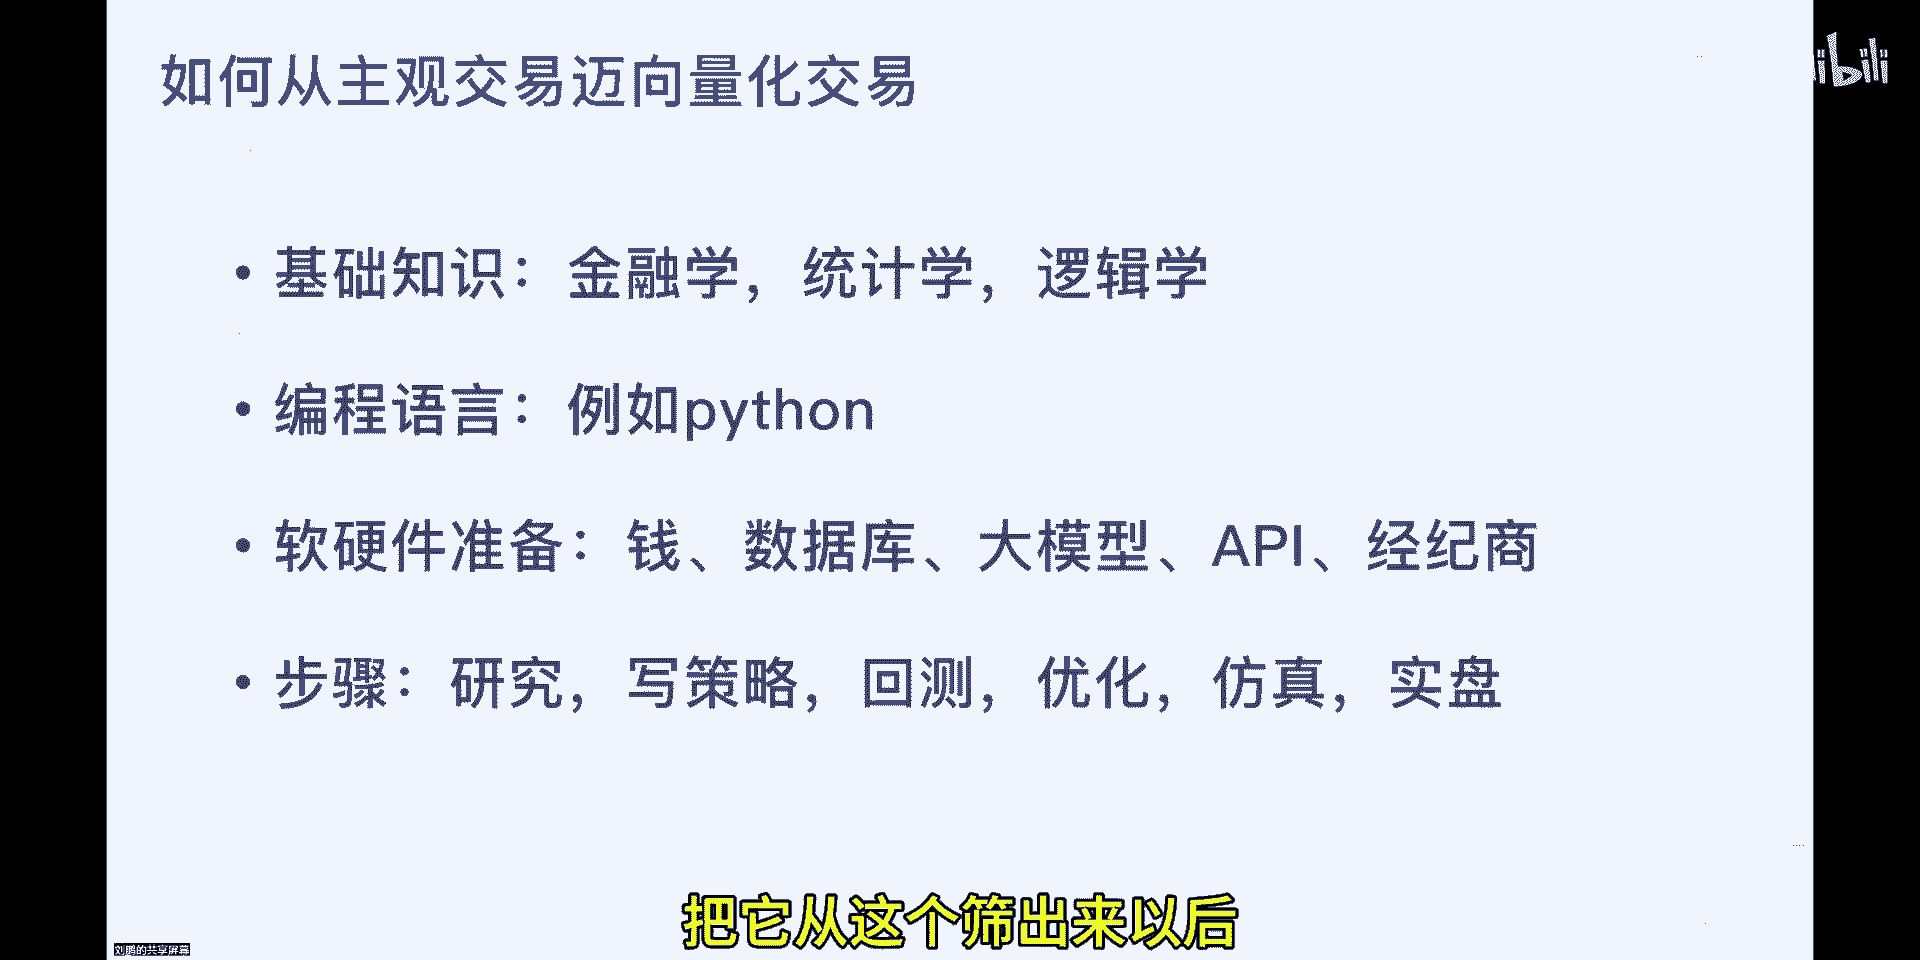 如何从主观交易迈向量化交易
ibili
• 基础知识：金融学，统计学，逻辑学
• 编程语言：例如python
• 软硬件准备：钱、数据库、大模型、API、经纪商
• 步骤：研究，写策略，回测，优化，仿真，实盘
把它从这个筛出来以后
刘鹏的共享屏幕